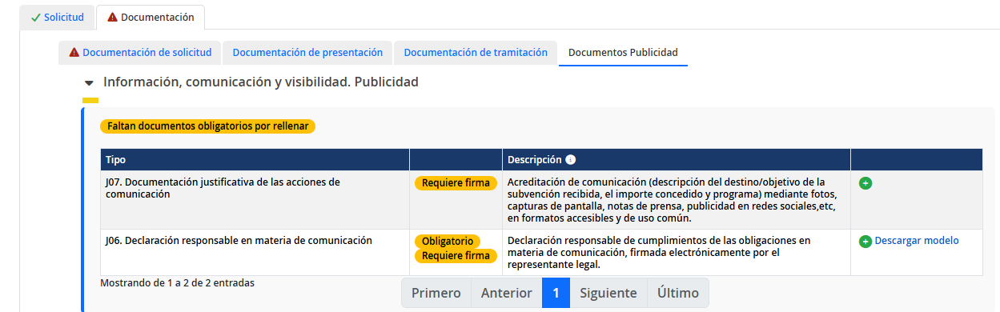 Solicitud
Documentación
Documentación de solicitud
Documentación de presentación
Documentación de tramitación
Documentos Publicidad
Información, comunicación y visibilidad. Publicidad
Faltan documentos obligatorios por rellenar
Tipo
Descripción
J07. Documentación justificativa de las acciones de
comunicación
Requiere firma
Acreditación de comunicación (descripción del destino/objetivo de la
subvención recibida, el importe concedido y programa) mediante fotos,
capturas de pantalla, notas de prensa, publicidad en redes sociales,etc,
en formatos accesibles y de uso común.
J06. Declaración responsable en materia de comunicación
Obligatorio
Requiere firma
Declaración responsable de cumplimientos de las obligaciones en
materia de comunicación, firmada electrónicamente por el
representante legal.
Descargar modelo
Mostrando de 1 a 2 de 2 entradas
Primero
Anterior
1
Siguiente
Último